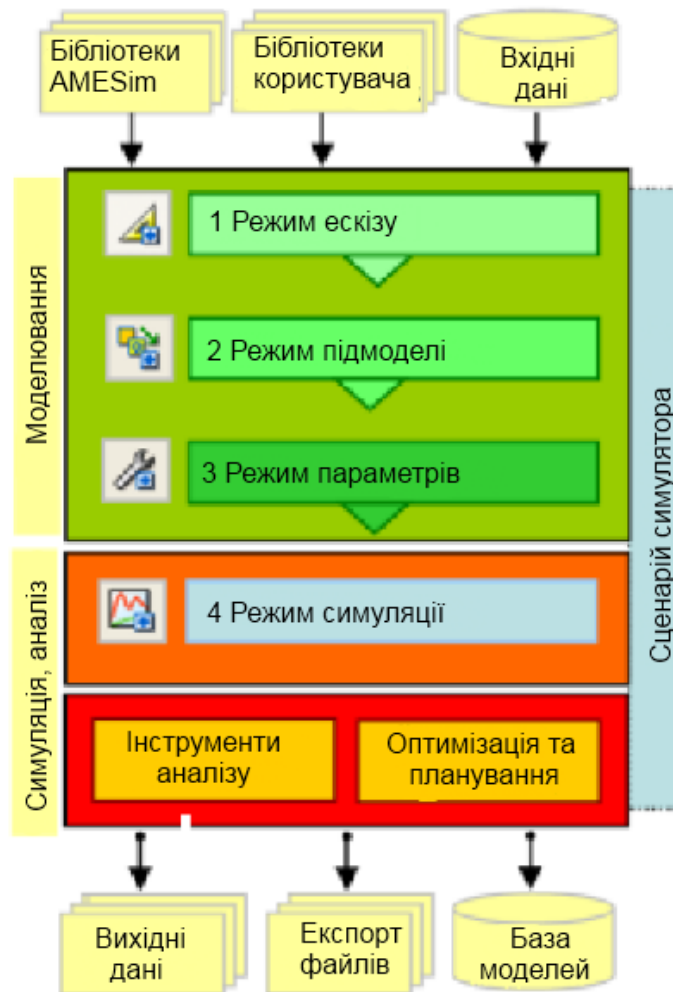 Бібліотеки
AMESim
Бібліотеки
користувача
Вхідні
дані
Моделювання
1 Режим ескізу
2 Режим підмоделі
3 Режим параметрів
Сценарій симулятора
Симуляція, аналіз
4 Режим симуляції
Інструменти
аналізу
Оптимізація та
планування
Вихідні
дані
Експорт
файлів
База
моделей